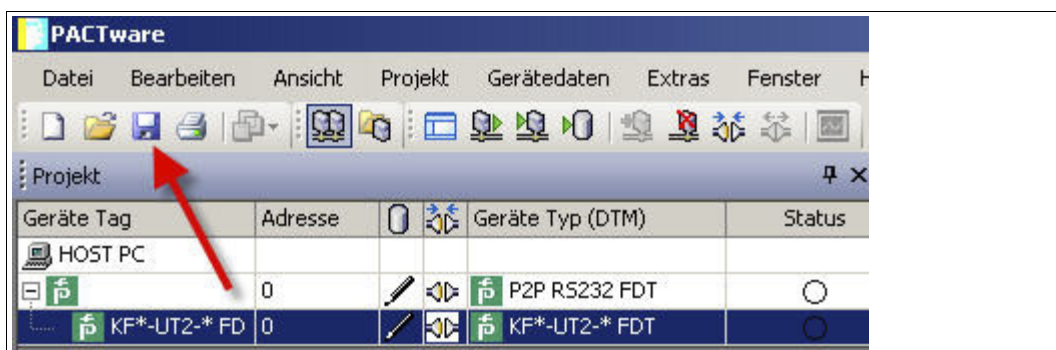 PACTware
Datei Bearbeiten Ansicht Projekt Gerätedaten Extras Fenster
Projekt
Geräte Tag Adresse Geräte Typ (DTM) Status
HOST PC
0 P2P RS232 FDT
KF*-UT2-* FD 0 KF*-UT2-* FDT